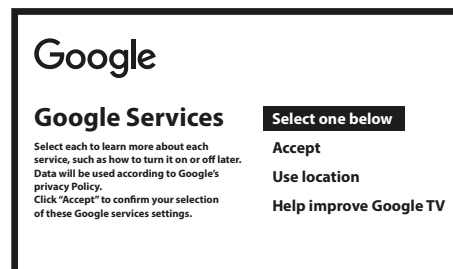 Google
Google Services
Select each to learn more about each
service, such as how to turn it on or off later.
Data will be used according to Google's
privacy Policy.
Click “Accept” to confirm your selection
of these Google services settings.
Select one below
Accept
Use location
Help improve Google TV